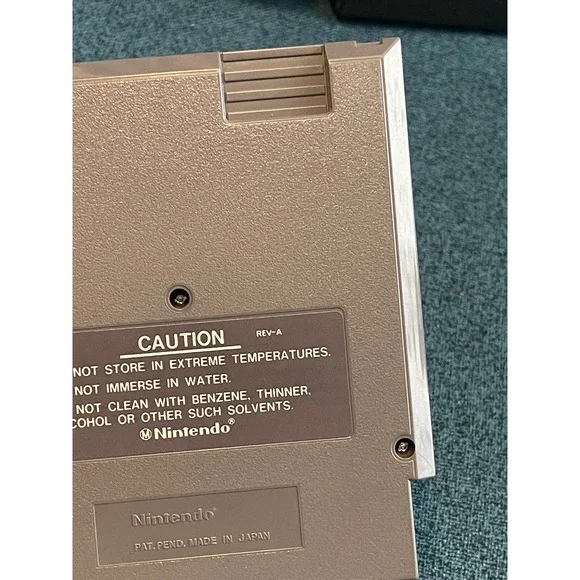 CAUTION REV-A
NOT STORE IN EXTREME TEMPERATURES.
NOT IMMERSE IN WATER.
NOT CLEAN WITH BENZENE, THINNER,
COHOL OR OTHER SUCH SOLVENTS.
Ⓜ Nintendo®
Nintendo®
PAT. PEND. MADE IN JAPAN